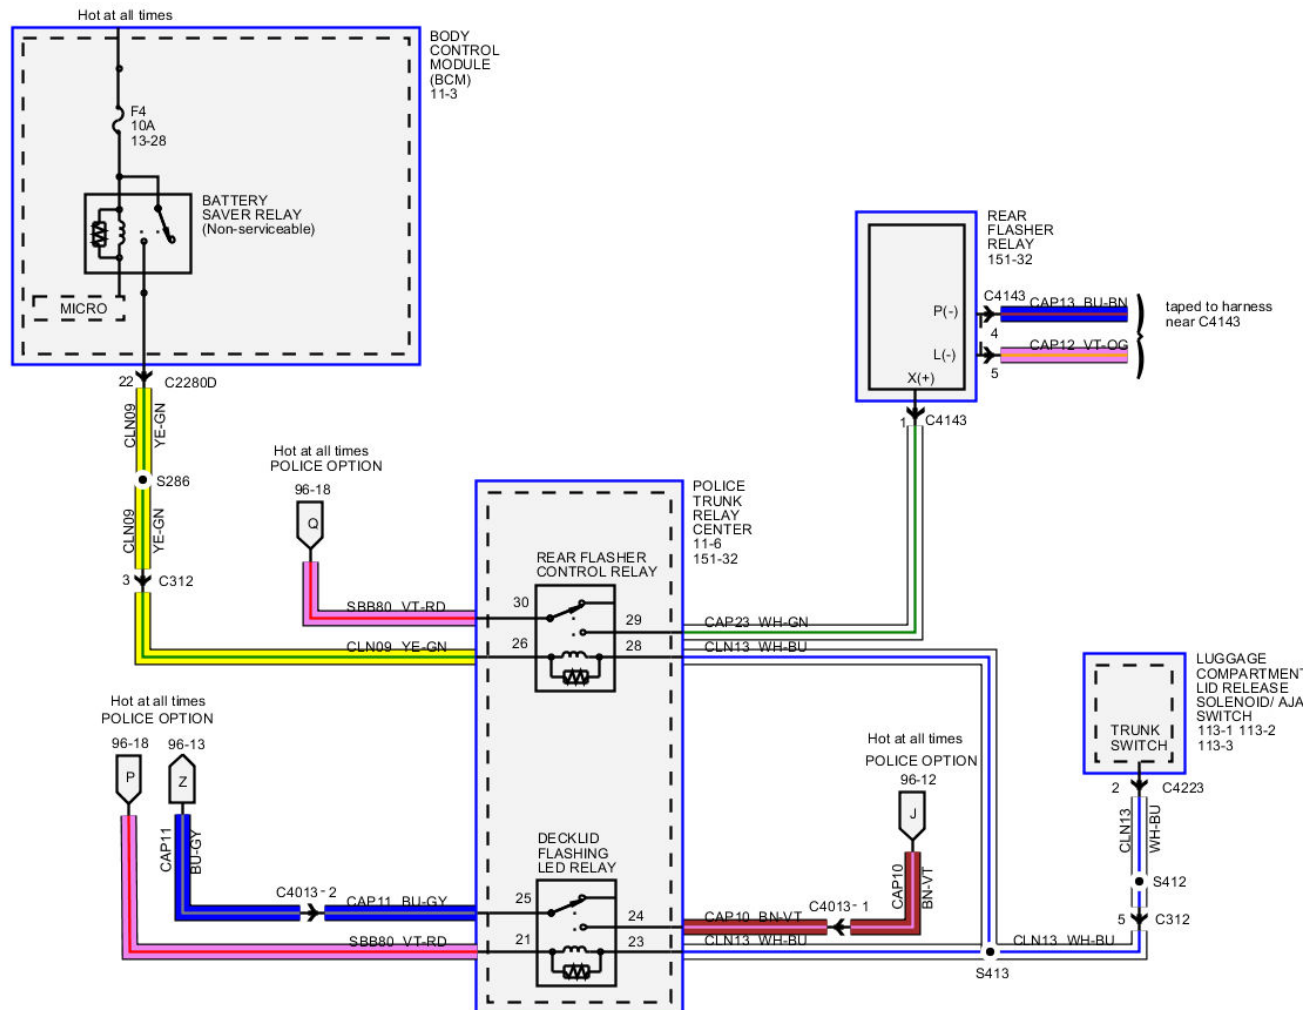 Hot at all times
BODY
CONTROL
MODULE
(BCM)
11-3
F4
10A
13-28
BATTERY
SAVER RELAY
(Non-serviceable)
MICRO
22
C2280D
CLN09
YE-GN
S286
CLN09
YE-GN
3
C312
REAR
FLASHER
RELAY
151-32
P(-)
C4143
CAP13 BU-BN
4
L(-)
CAP12 VT-OG
5
X(+)
1
C4143
taped to harness
near C4143
Hot at all times
POLICE OPTION
96-18
Q
SBB80 VT-RD
CLN09 YE-GN
POLICE
TRUNK
RELAY
CENTER
11-6
151-32
REAR FLASHER
CONTROL RELAY
30
29
26
28
CAP23 WH-GN
CLN13 WH-BU
LUGGAGE
COMPARTMENT
LID RELEASE
SOLENOID/ AJA
SWITCH
113-1 113-2
113-3
TRUNK
SWITCH
2
C4223
CLN13
WH-BU
S412
5
C312
Hot at all times
POLICE OPTION
96-18
96-13
P
Z
CAP11
BU-GY
C4013-2
CAP11 BU-GY
SBB80 VT-RD
DECKLID
FLASHING
LED RELAY
25
24
21
23
Hot at all times
POLICE OPTION
96-12
J
CAP10
BN-VT
C4013-1
CAP10 BN-VT
CLN13 WH-BU
CLN13 WH-BU
S413